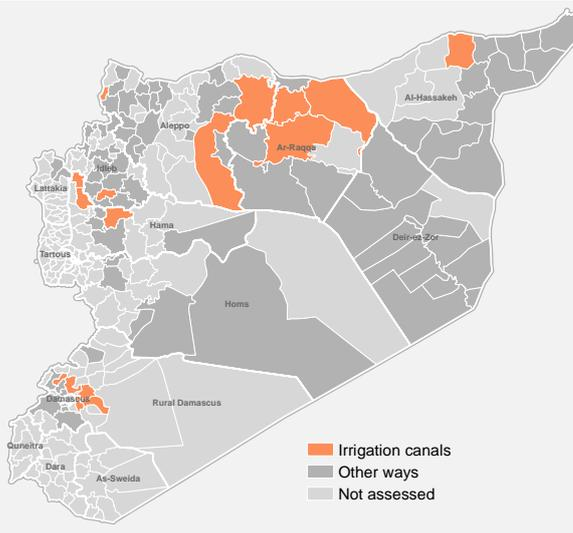 Al-Hassakeh
Aleppo
Ar-Raqqa
Idleb
Lattakia
Hama
Deir-ez-Zor
Tartous
Homs
Damascus
Rural Damascus
Quneitra
Dara
As-Sweida
Irrigation canals
Other ways
Not assessed